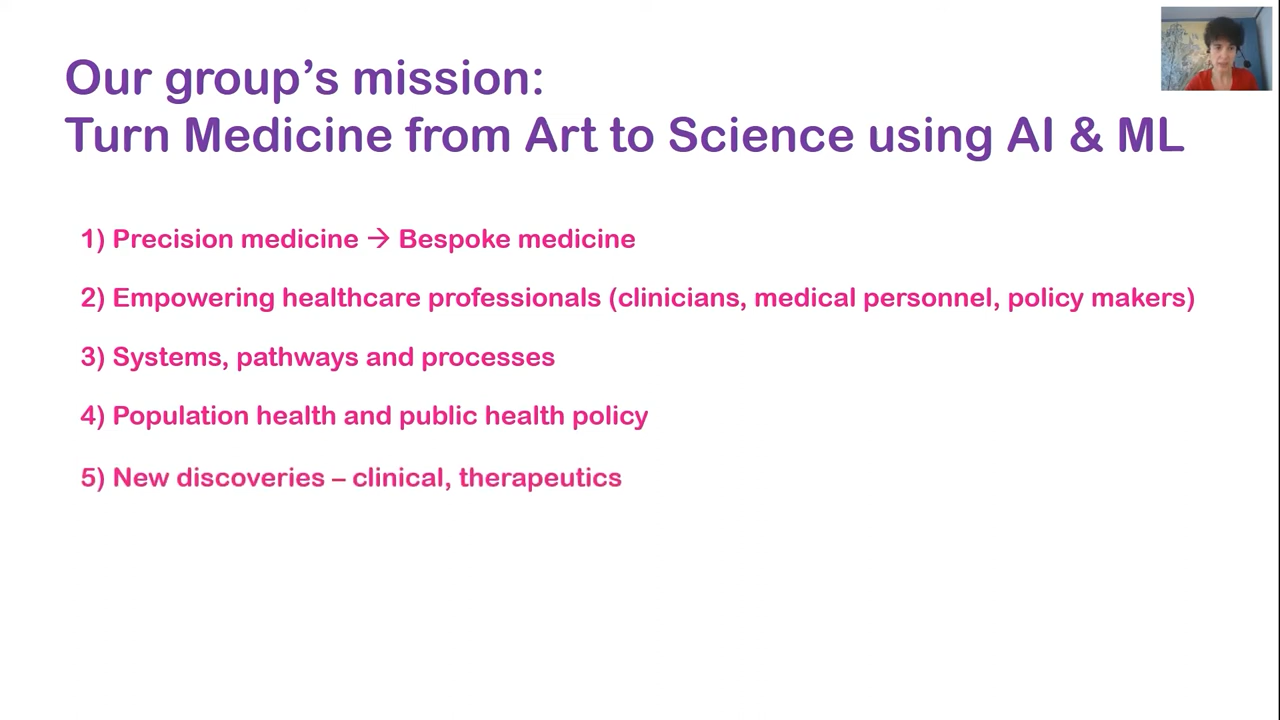 Our group’s mission:
Turn Medicine from Art to Science using AI & ML
1) Precision medicine → Bespoke medicine
2) Empowering healthcare professionals (clinicians, medical personnel, policy makers)
3) Systems, pathways and processes
4) Population health and public health policy
5) New discoveries – clinical, therapeutics